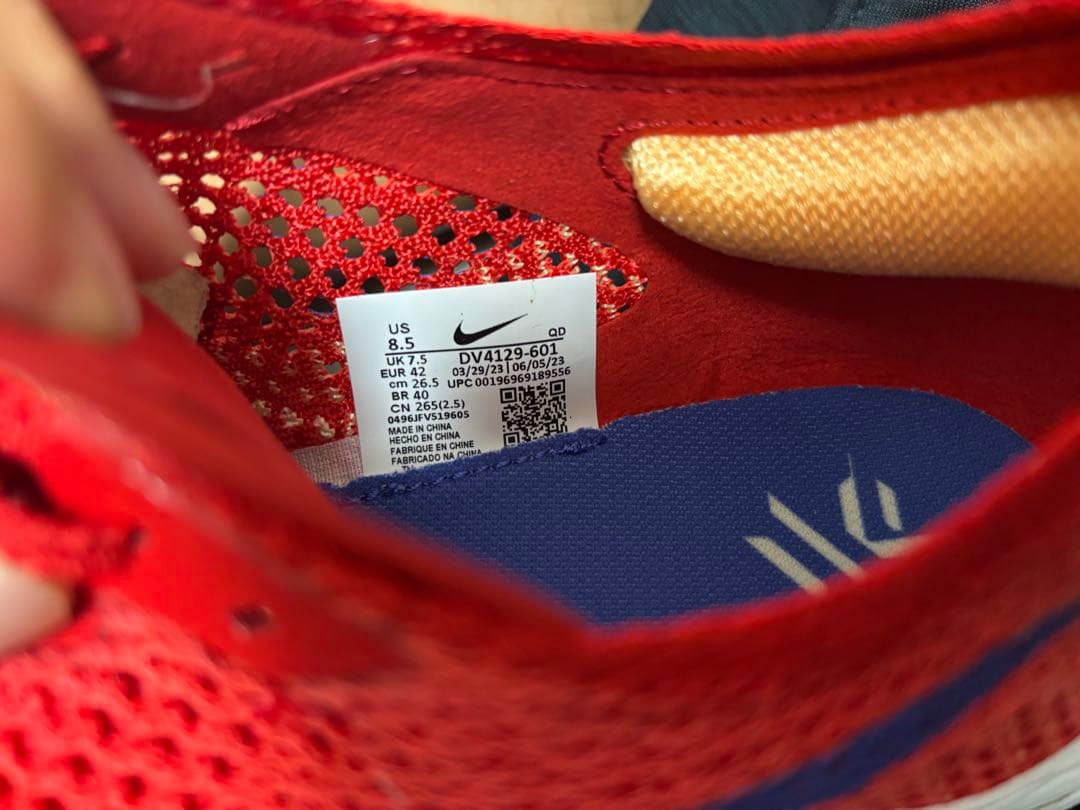 US
8.5
QD
UK 7.5 DV4129-601
EUR 42 03/29/23 | 06/05/23
cm 26.5 UPC 00196969189556
BR 40
CN 265(2.5)
0496JFV519605
MADE IN CHINA
HECHO EN CHINA
FABRIQUE EN CHINE
FABRICADO NA CHINA